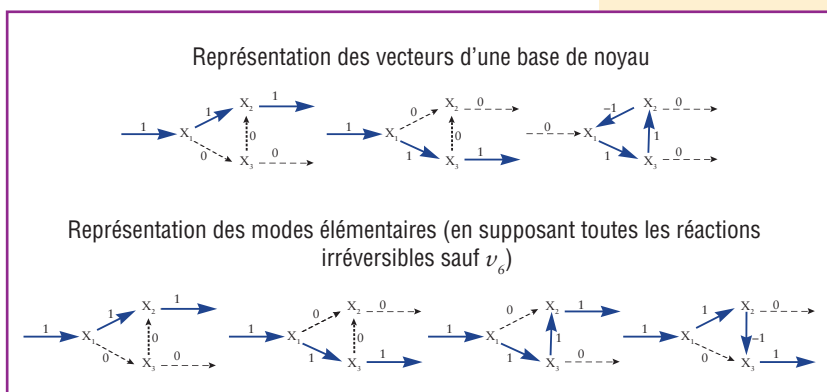 Représentation des vecteurs d'une base de noyau
1 X₁ 1 X₂ 1 0 0 X₃ 0
1 X₁ 0 X₂ 0 0 1 X₃ 1
0 X₁ –1 X₂ 0 1 1 X₃ 0
Représentation des modes élémentaires (en supposant toutes les réactions
irréversibles sauf ν₆)
1 X₁ 1 X₂ 1 0 0 X₃ 0
1 X₁ 0 X₂ 0 0 1 X₃ 1
1 X₁ 0 X₂ 1 1 1 X₃ 0
1 X₁ 1 X₂ 0 –1 0 X₃ 1